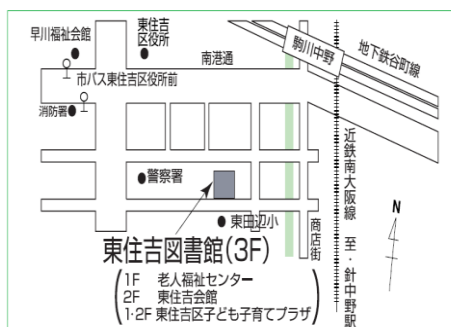 早川福祉会館
東住吉
区役所
南港通
駒川中野
地下鉄谷町線
市バス東住吉区役所前
消防署
警察署
東田辺小
商店街
近鉄南大阪線 至・針中野駅
N
東住吉図書館(3F)
1F 老人福祉センター
2F 東住吉会館
1・2F 東住吉区子ども子育てプラザ